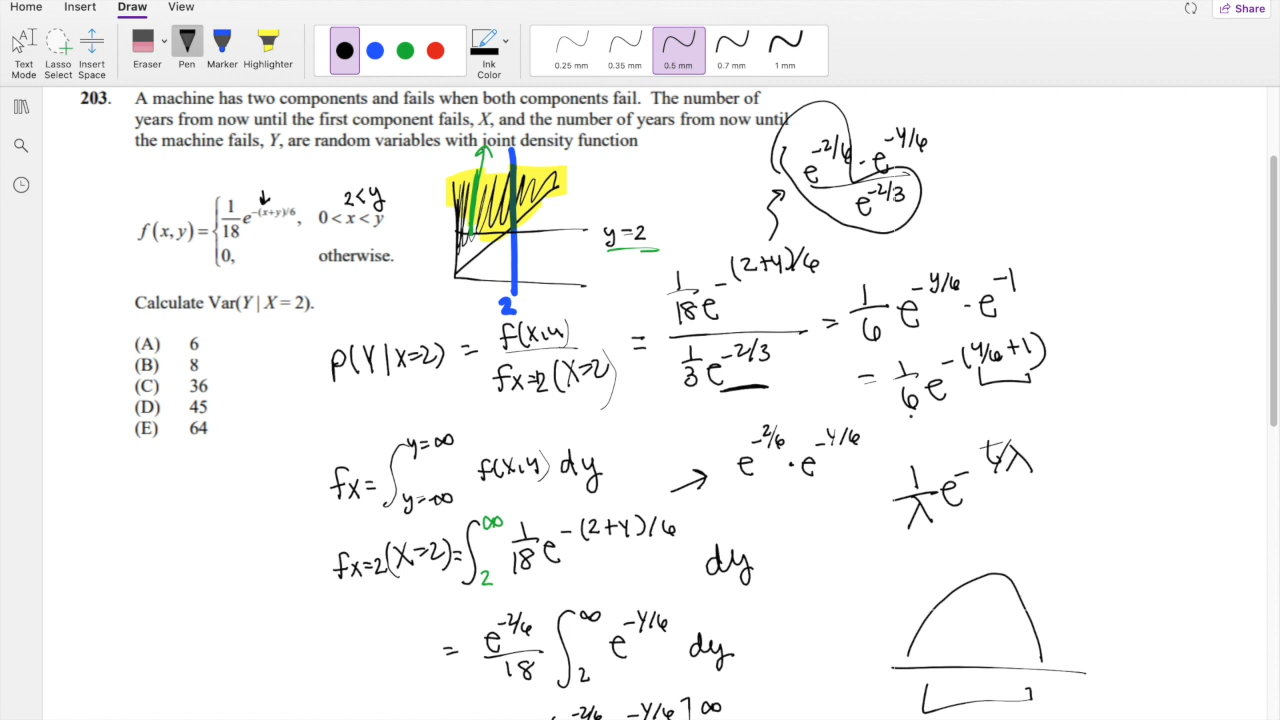 Home Insert Draw View Share
Text Mode Lasso Select Insert Space Eraser Pen Marker Highlighter Ink Color 0.25 mm 0.35 mm 0.5 mm 0.7 mm 1 mm
203. A machine has two components and fails when both components fail. The number of
years from now until the first component fails, X, and the number of years from now until
the machine fails, Y, are random variables with joint density function
e^{-2/6} · e^{-y/6}
e^{-2/3}
2<y
f(x, y) = { 1/18 e^{-(x+y)/6}, 0 < x < y
0, otherwise.
y=2
2
Calculate Var(Y | X = 2).
(A) 6
(B) 8
(C) 36
(D) 45
(E) 64
p(Y|X=2) = f(x,y) / fx=2(X=2) = 1/18 e^{-(2+y)/6} / 1/3 e^{-2/3} = 1/6 e^{-y/6} · e^{-1}
= 1/6 e^{-(y/6+1)}
fx = ∫_{y=-∞}^{y=∞} f(x,y) dy → e^{-2/6} · e^{-y/6}
1/λ e^{-t/λ}
fx=2(X=2) = ∫_2^∞ 1/18 e^{-(2+y)/6} dy
= e^{-2/6}/18 ∫_2^∞ e^{-y/6} dy
-2/6 -y/6 ] ∞